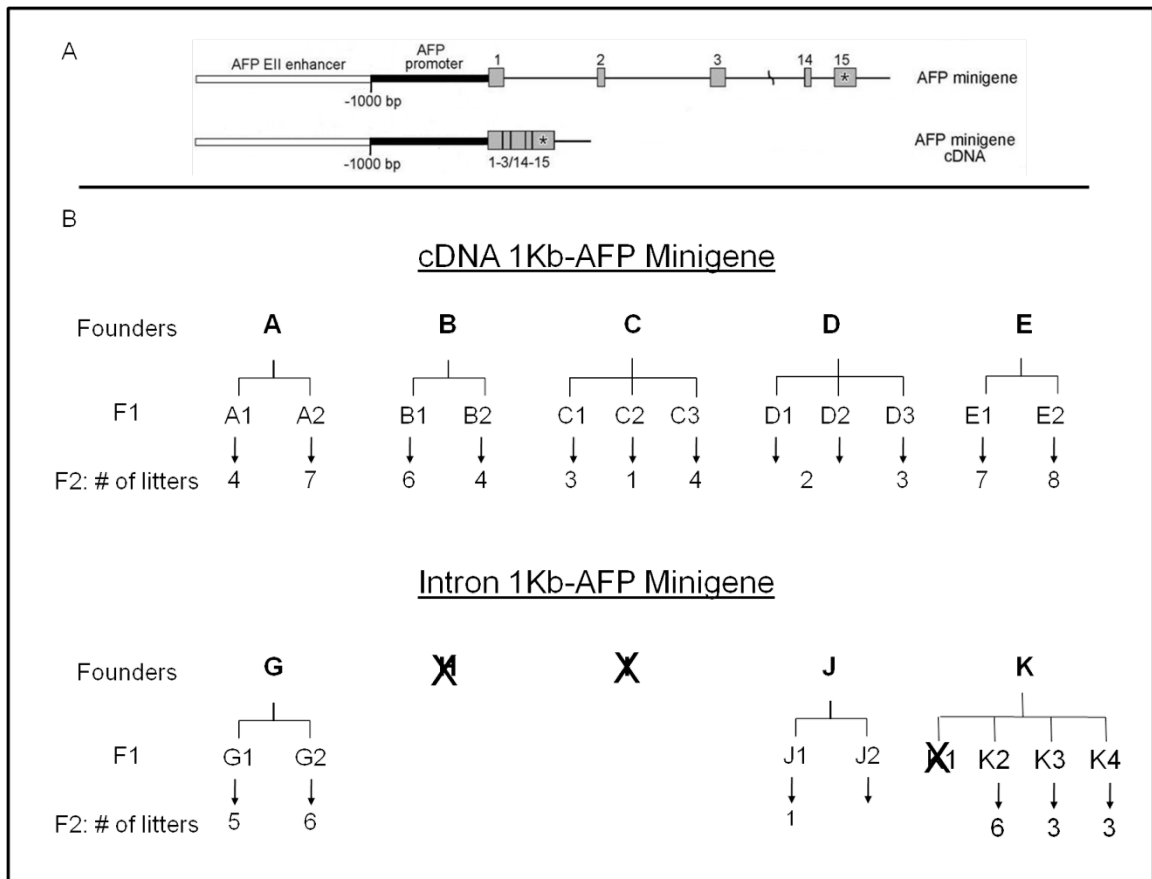 A
AFP EII enhancer
AFP
promoter
1 2 3 14 15
*
AFP minigene
-1000 bp
*
AFP minigene
cDNA
-1000 bp
1-3/14-15
B
cDNA 1Kb-AFP Minigene
Founders A B C D E
F1 A1 A2 B1 B2 C1 C2 C3 D1 D2 D3 E1 E2
F2: # of litters 4 7 6 4 3 1 4 2 3 7 8
Intron 1Kb-AFP Minigene
Founders G H I J K
F1 G1 G2 J1 J2 K1 K2 K3 K4
F2: # of litters 5 6 1 6 3 3